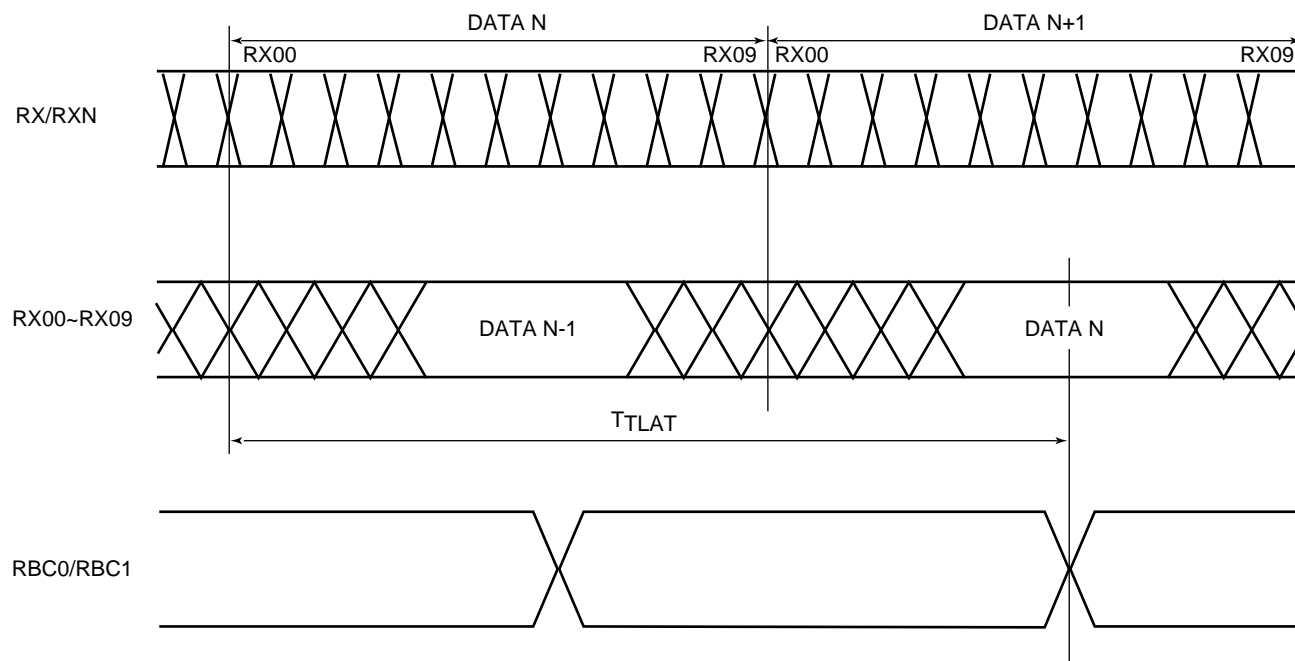 DATA N
DATA N+1
RX00
RX09
RX00
RX09
RX/RXN
RX00~RX09
DATA N-1
DATA N
TTLAT
RBC0/RBC1